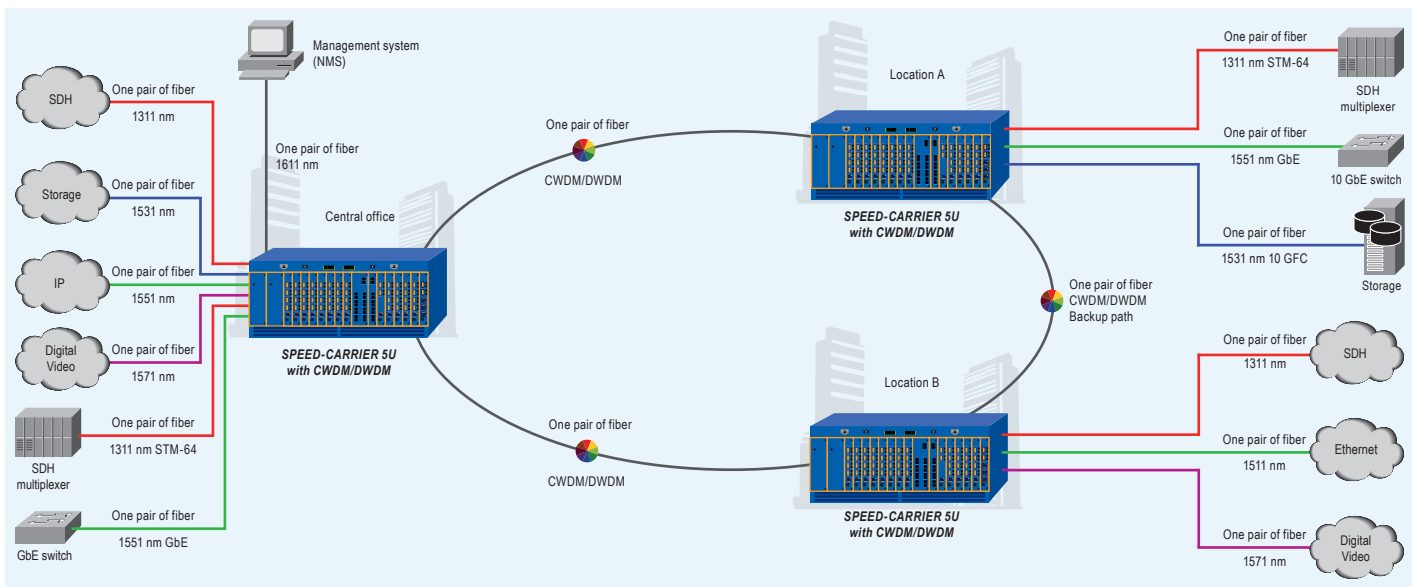 Management system
(NMS)
SDH
One pair of fiber
1311 nm
One pair of fiber
1611 nm
Storage
One pair of fiber
1531 nm
Central office
IP
One pair of fiber
1551 nm
Digital
Video
One pair of fiber
1571 nm
SPEED-CARRIER 5U
with CWDM/DWDM
SDH
multiplexer
One pair of fiber
1311 nm STM-64
GbE switch
One pair of fiber
1551 nm GbE
One pair of fiber
CWDM/DWDM
One pair of fiber
CWDM/DWDM
Location A
SPEED-CARRIER 5U
with CWDM/DWDM
One pair of fiber
1311 nm STM-64
SDH
multiplexer
One pair of fiber
1551 nm GbE
10 GbE switch
One pair of fiber
1531 nm 10 GFC
Storage
One pair of fiber
CWDM/DWDM
Backup path
Location B
SPEED-CARRIER 5U
with CWDM/DWDM
One pair of fiber
1311 nm
SDH
One pair of fiber
1511 nm
Ethernet
One pair of fiber
1571 nm
Digital
Video